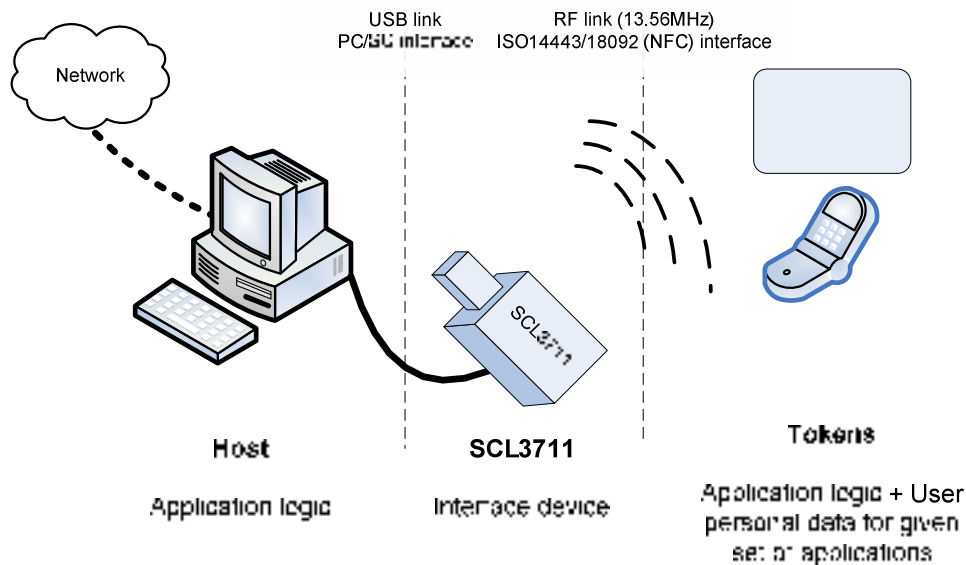 USB link
PC/SC interface
RF link (13.56MHz)
ISO14443/18092 (NFC) interface
Network
SCL3711
Host
SCL3711
Tokens
Application logic
Interface device
Application logic + User
personal data for given
set of applications